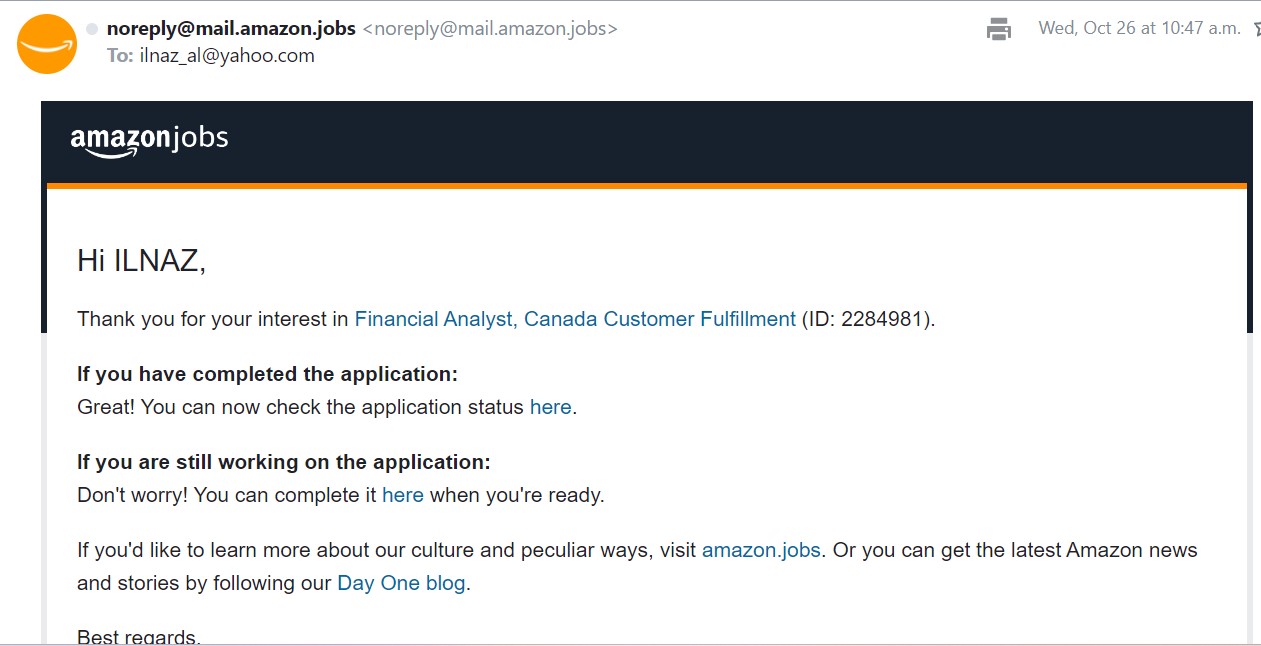 noreply@mail.amazon.jobs <noreply@mail.amazon.jobs>
Wed, Oct 26 at 10:47 a.m.
To: ilnaz_al@yahoo.com
amazonjobs
Hi ILNAZ,
Thank you for your interest in Financial Analyst, Canada Customer Fulfillment (ID: 2284981).
If you have completed the application:
Great! You can now check the application status here.
If you are still working on the application:
Don't worry! You can complete it here when you're ready.
If you'd like to learn more about our culture and peculiar ways, visit amazon.jobs. Or you can get the latest Amazon news
and stories by following our Day One blog.
Best regards,